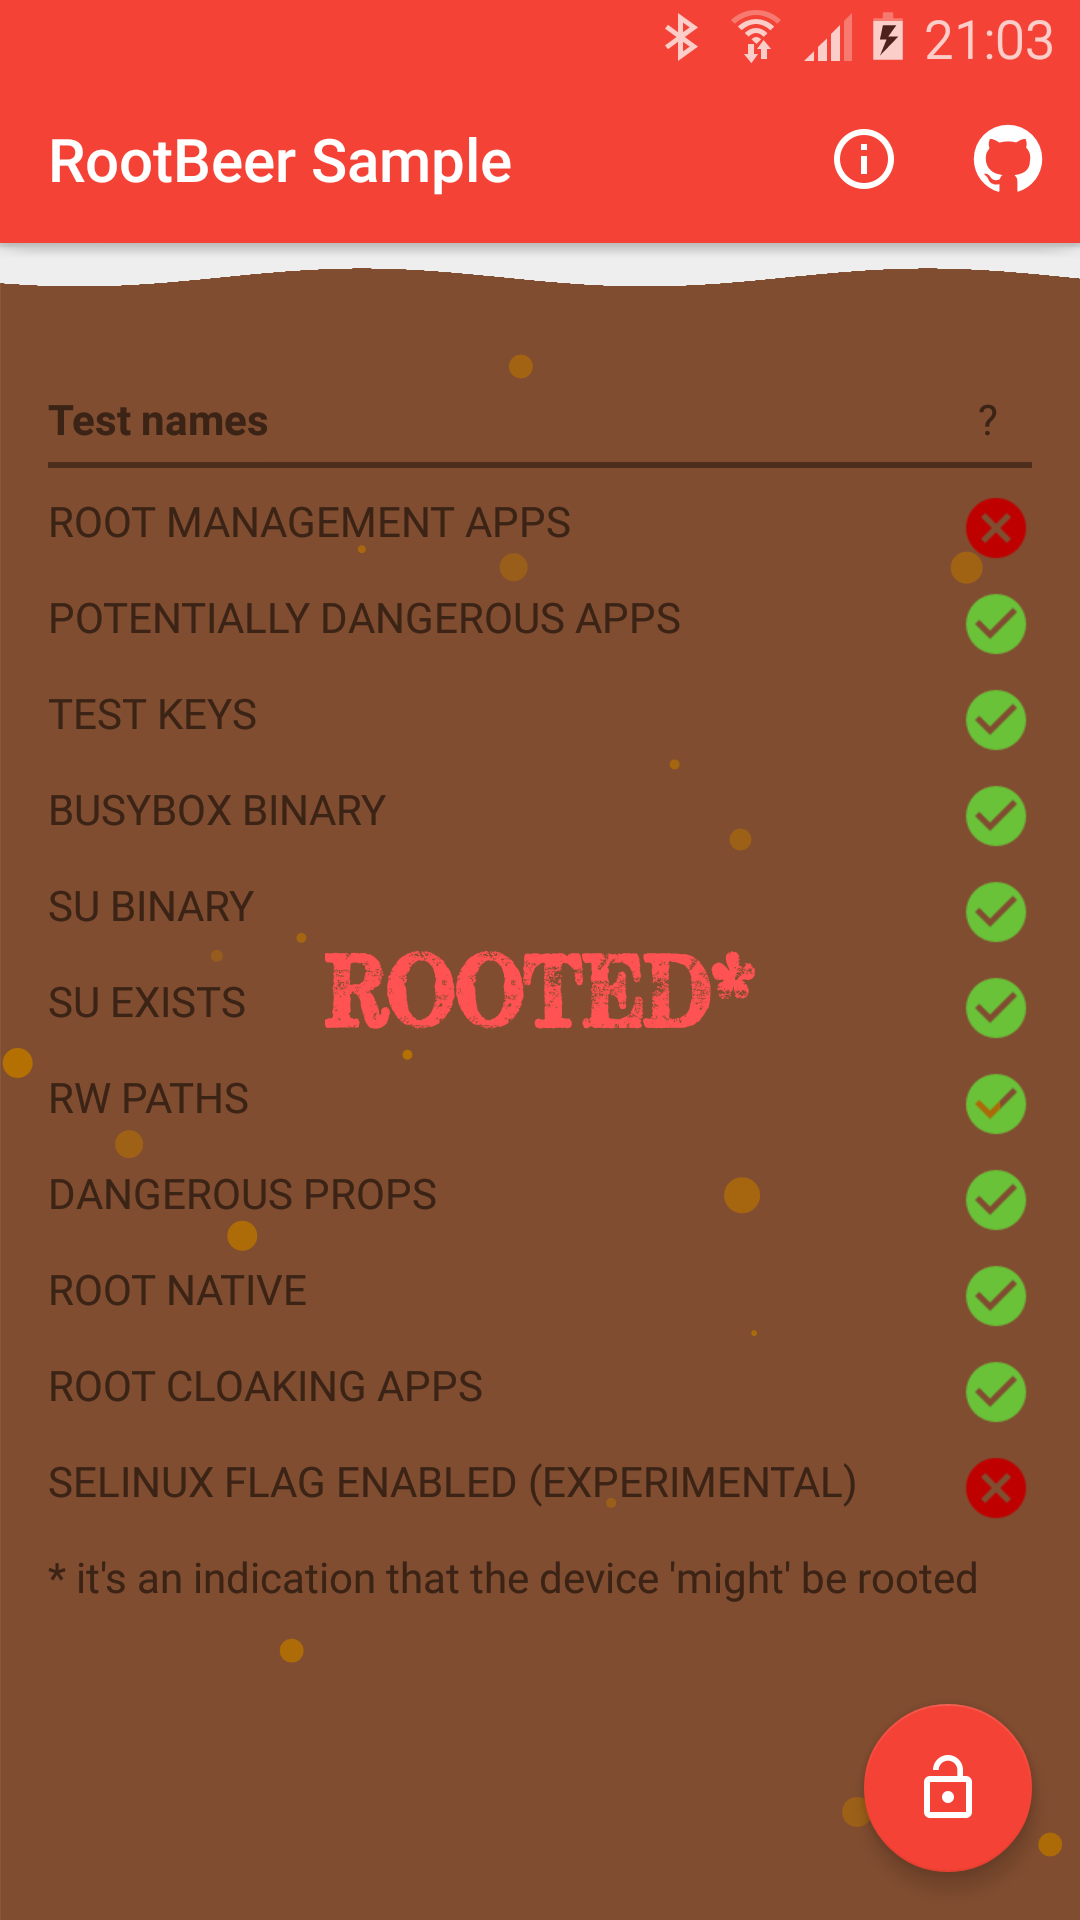 21:03
RootBeer Sample
Test names ?
ROOT MANAGEMENT APPS
POTENTIALLY DANGEROUS APPS
TEST KEYS
BUSYBOX BINARY
SU BINARY
ROOTED*
SU EXISTS
RW PATHS
DANGEROUS PROPS
ROOT NATIVE
ROOT CLOAKING APPS
SELINUX FLAG ENABLED (EXPERIMENTAL)
* it's an indication that the device 'might' be rooted